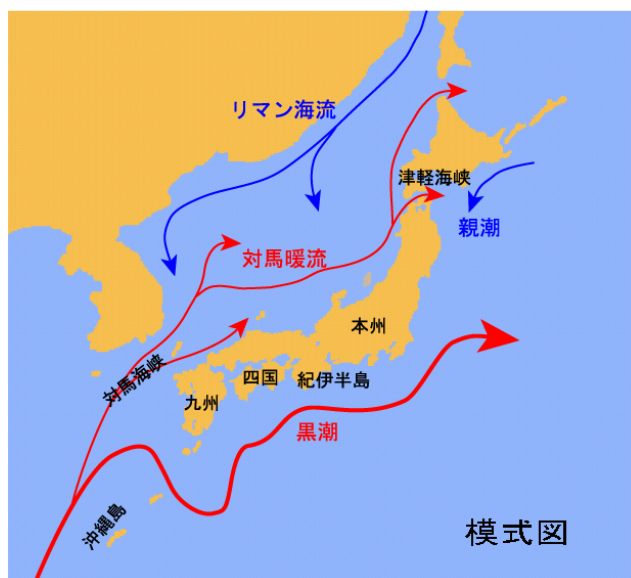 リマン海流
津軽海峡
親潮
対馬暖流
本州
対馬海峡
四国
紀伊半島
九州
黒潮
沖縄島
模式図